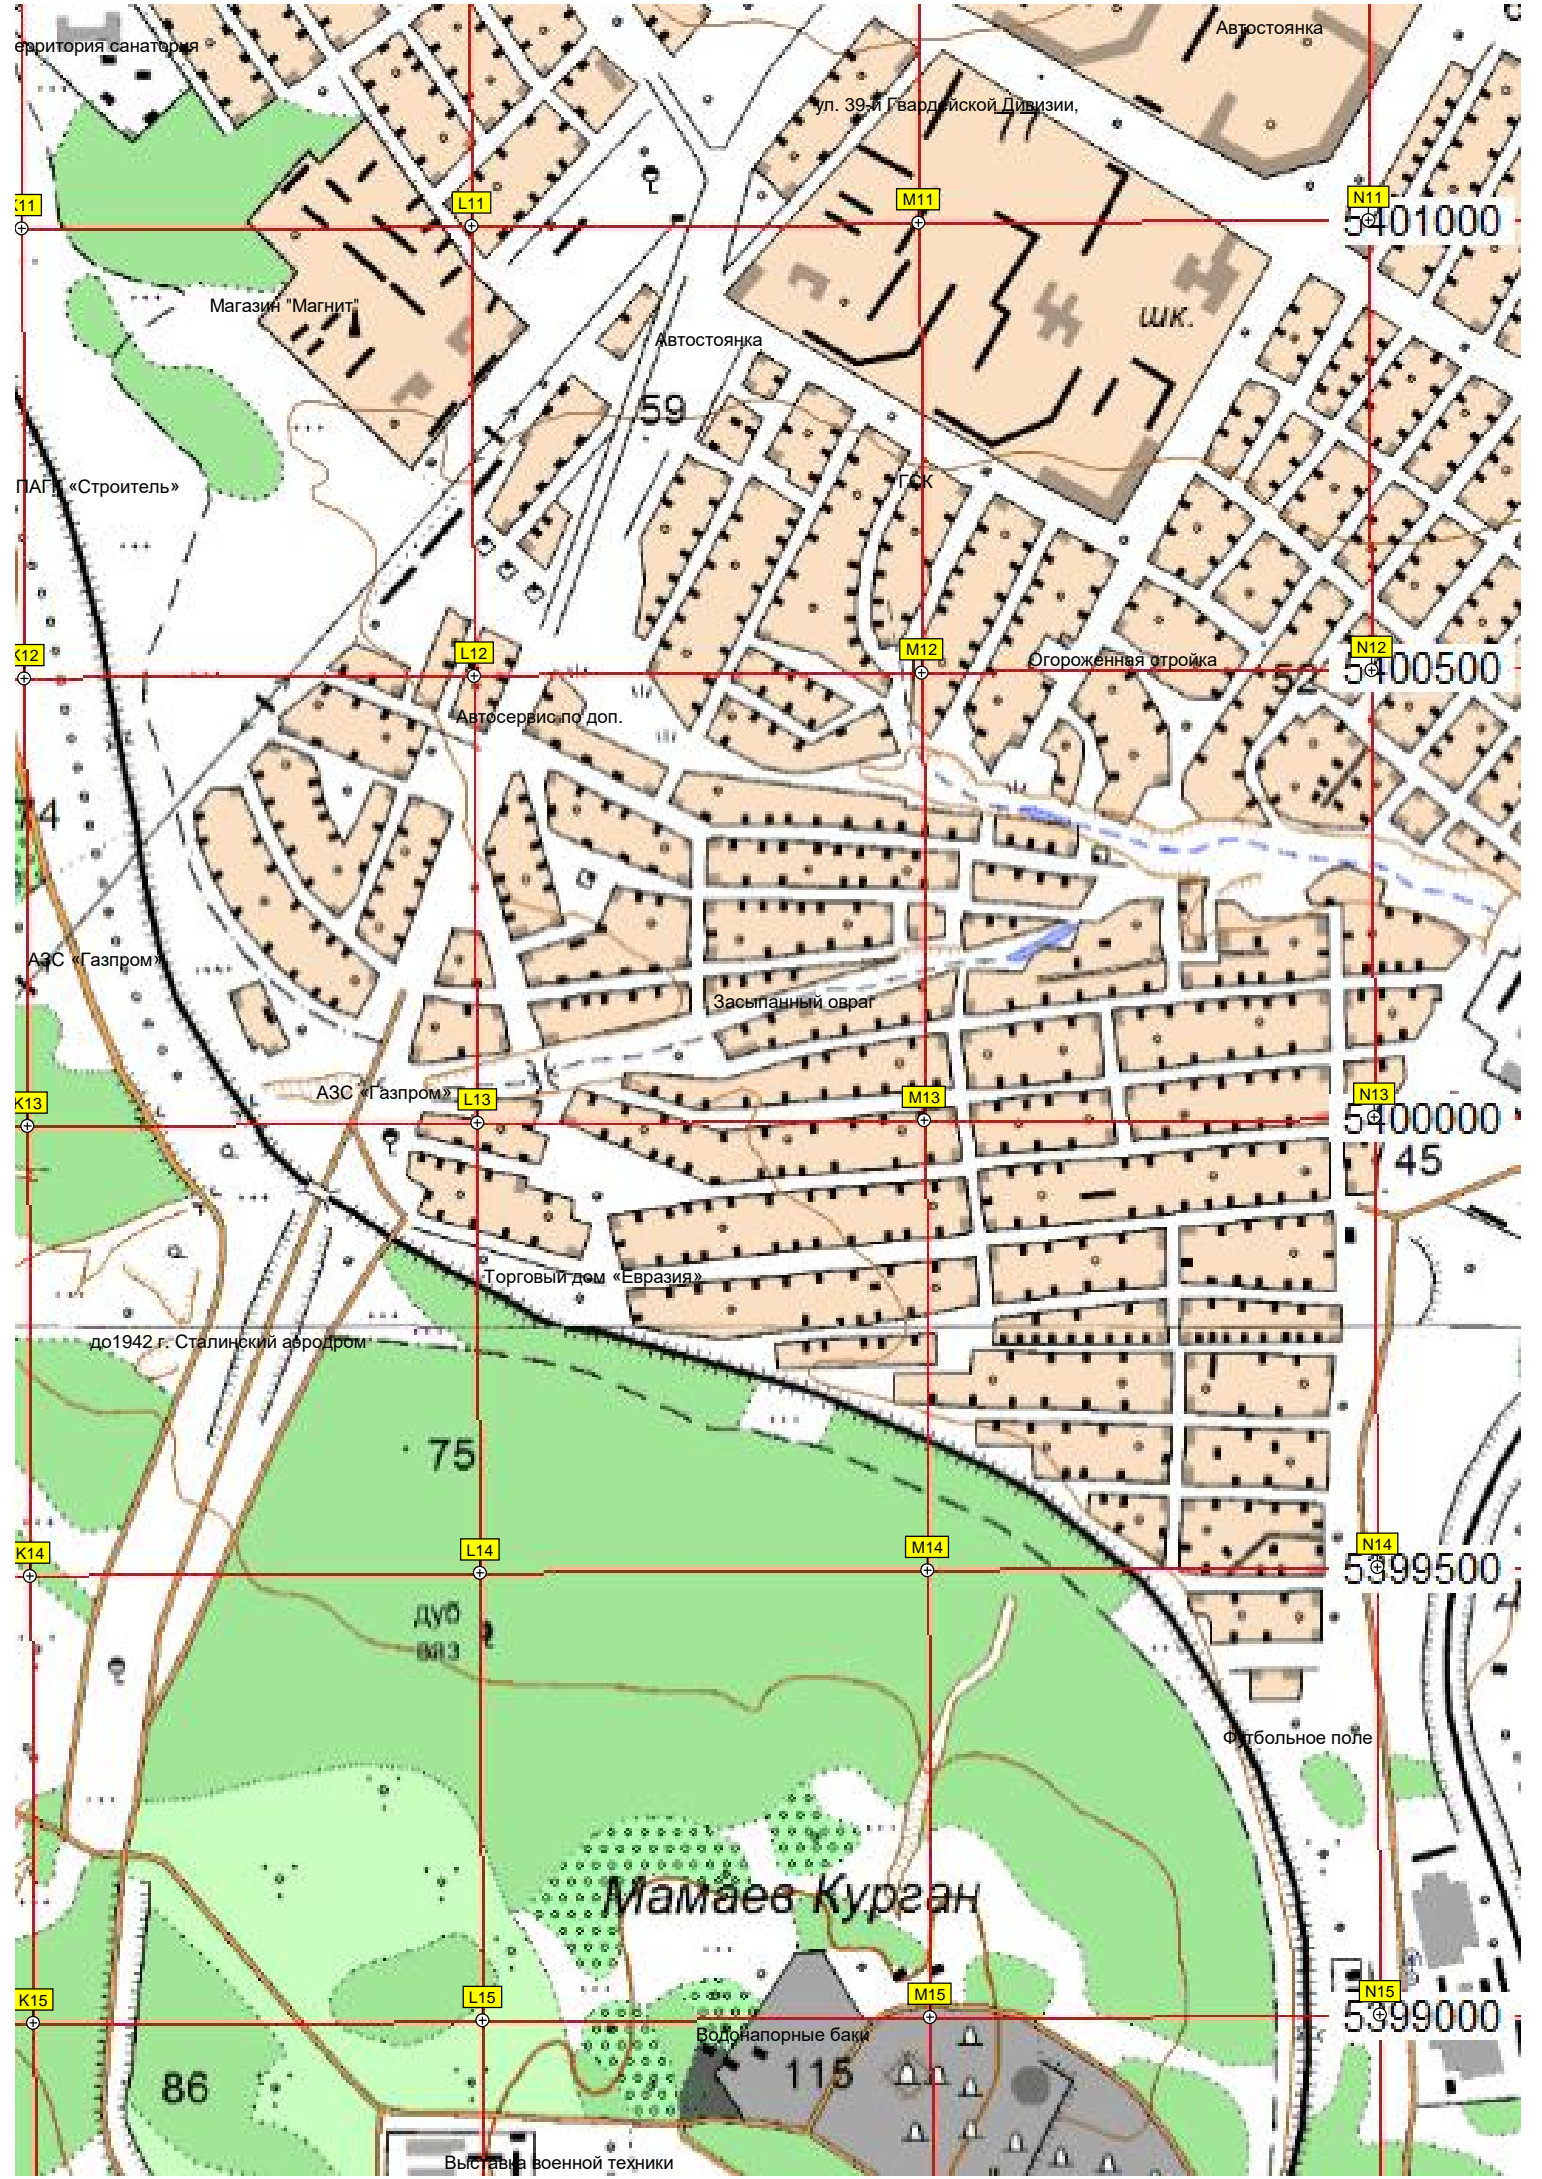 Автостоянка
ерритория санатория
ул. 39-й Гвардейской Дивизии,
K11
L11
M11
N11
5401000
Магазин "Магнит"
шк.
Автостоянка
59
ГСК
«Строитель»
K12
L12
M12
N12
Огороженная стройка
52
5400500
Автосервис по доп.
74
АЗС «Газпром»
Засыпанный овраг
АЗС «Газпром»
K13
L13
M13
N13
5400000
45
Торговый дом «Евразия»
до1942 г. Сталинский аэродром
75
K14
L14
M14
N14
5399500
дуб
вяз
Футбольное поле
Мамаев Курган
K15
L15
M15
N15
5399000
Водонапорные баки
115
86
Выставка военной техники